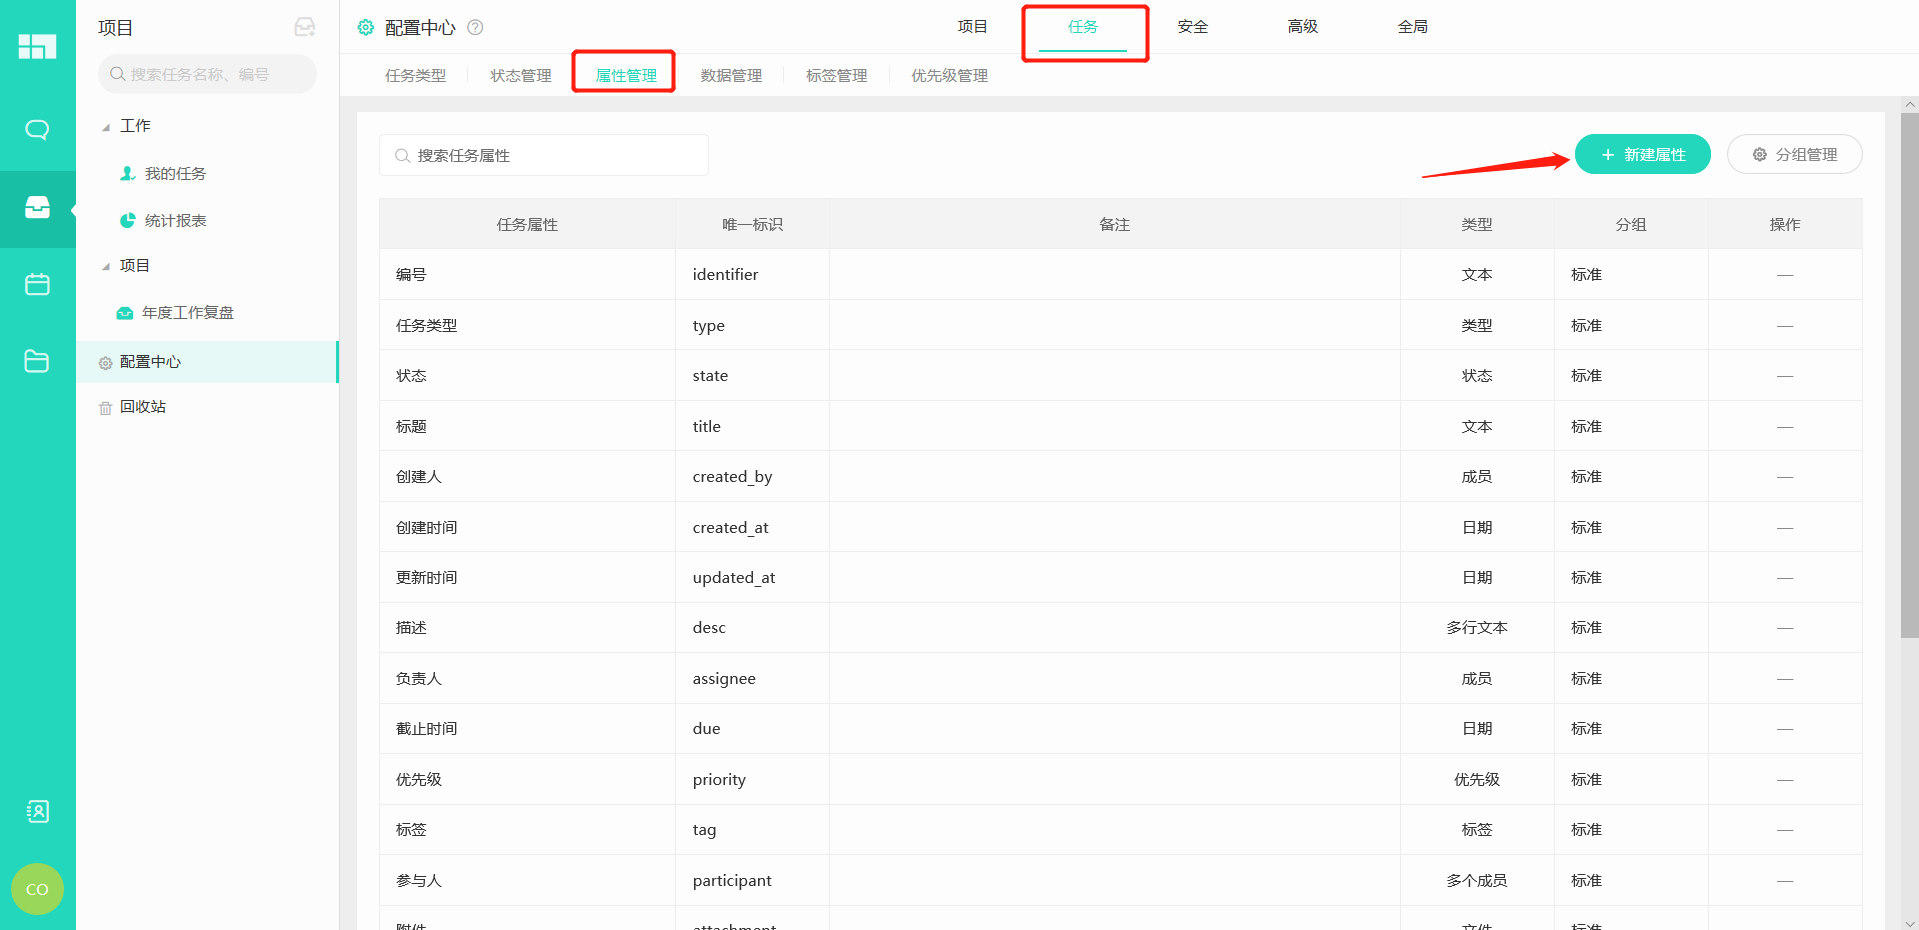 项目
搜索任务名称、编号
工作
我的任务
统计报表
项目
年度工作复盘
配置中心
回收站
CO
配置中心
项目 任务 安全 高级 全局
任务类型 状态管理 属性管理 数据管理 标签管理 优先级管理
搜索任务属性
新建属性
分组管理
任务属性 唯一标识 备注 类型 分组 操作
编号 identifier 文本 标准 —
任务类型 type 类型 标准 —
状态 state 状态 标准 —
标题 title 文本 标准 —
创建人 created_by 成员 标准 —
创建时间 created_at 日期 标准 —
更新时间 updated_at 日期 标准 —
描述 desc 多行文本 标准 —
负责人 assignee 成员 标准 —
截止时间 due 日期 标准 —
优先级 priority 优先级 标准 —
标签 tag 标签 标准 —
参与人 participant 多个成员 标准 —
附件 attachment 文件 标准